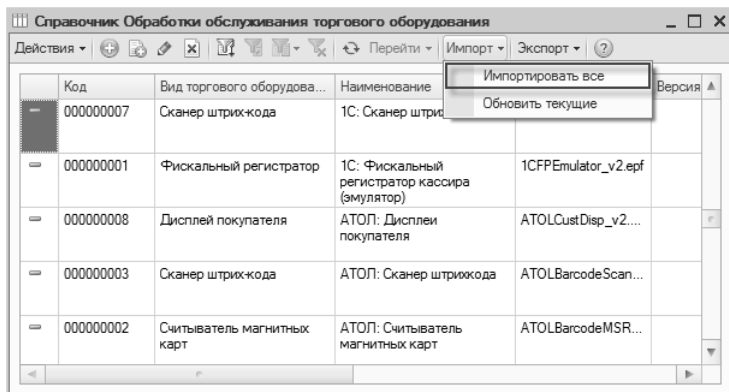 Справочник Обработки обслуживания торгового оборудования
Действия Перейти Импорт Экспорт
Импортировать все
Обновить текущие
Код Вид торгового оборудова... Наименование Версия
000000007 Сканер штрих-кода 1С: Сканер
000000001 Фискальный регистратор 1С: Фискальный 1CFPEmulator_v2.epf
регистратор кассира
(эмулятор)
000000008 Дисплей покупателя АТОЛ: Дисплеи ATOLCustDisp_v2....
покупателя
000000003 Сканер штрих-кода АТОЛ: Сканер штрихкода ATOLBarcodeScan...
000000002 Считыватель магнитных АТОЛ: Считыватель ATOLBarcodeMSR...
карт магнитных карт